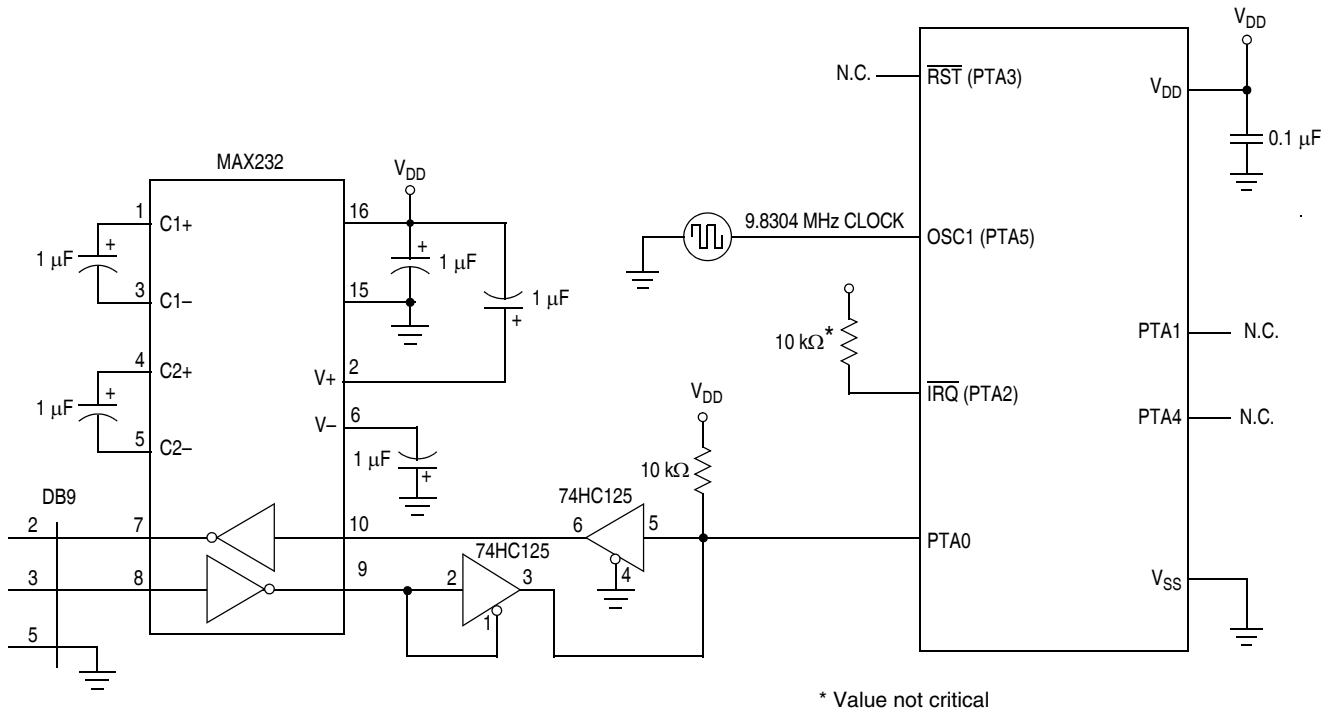 VDD
N.C.
RST (PTA3)
VDD
0.1 µF
MAX232
VDD
1
C1+
16
+
1 µF
+
1 µF
9.8304 MHz CLOCK
OSC1 (PTA5)
3
C1–
15
1 µF
+
10 kΩ*
PTA1
N.C.
4
C2+
V+
2
+
1 µF
VDD
IRQ (PTA2)
PTA4
N.C.
5
C2–
V–
6
1 µF
+
10 kΩ
DB9
74HC125
2
7
10
6
5
PTA0
74HC125
4
3
8
9
2
3
1
VSS
5
* Value not critical